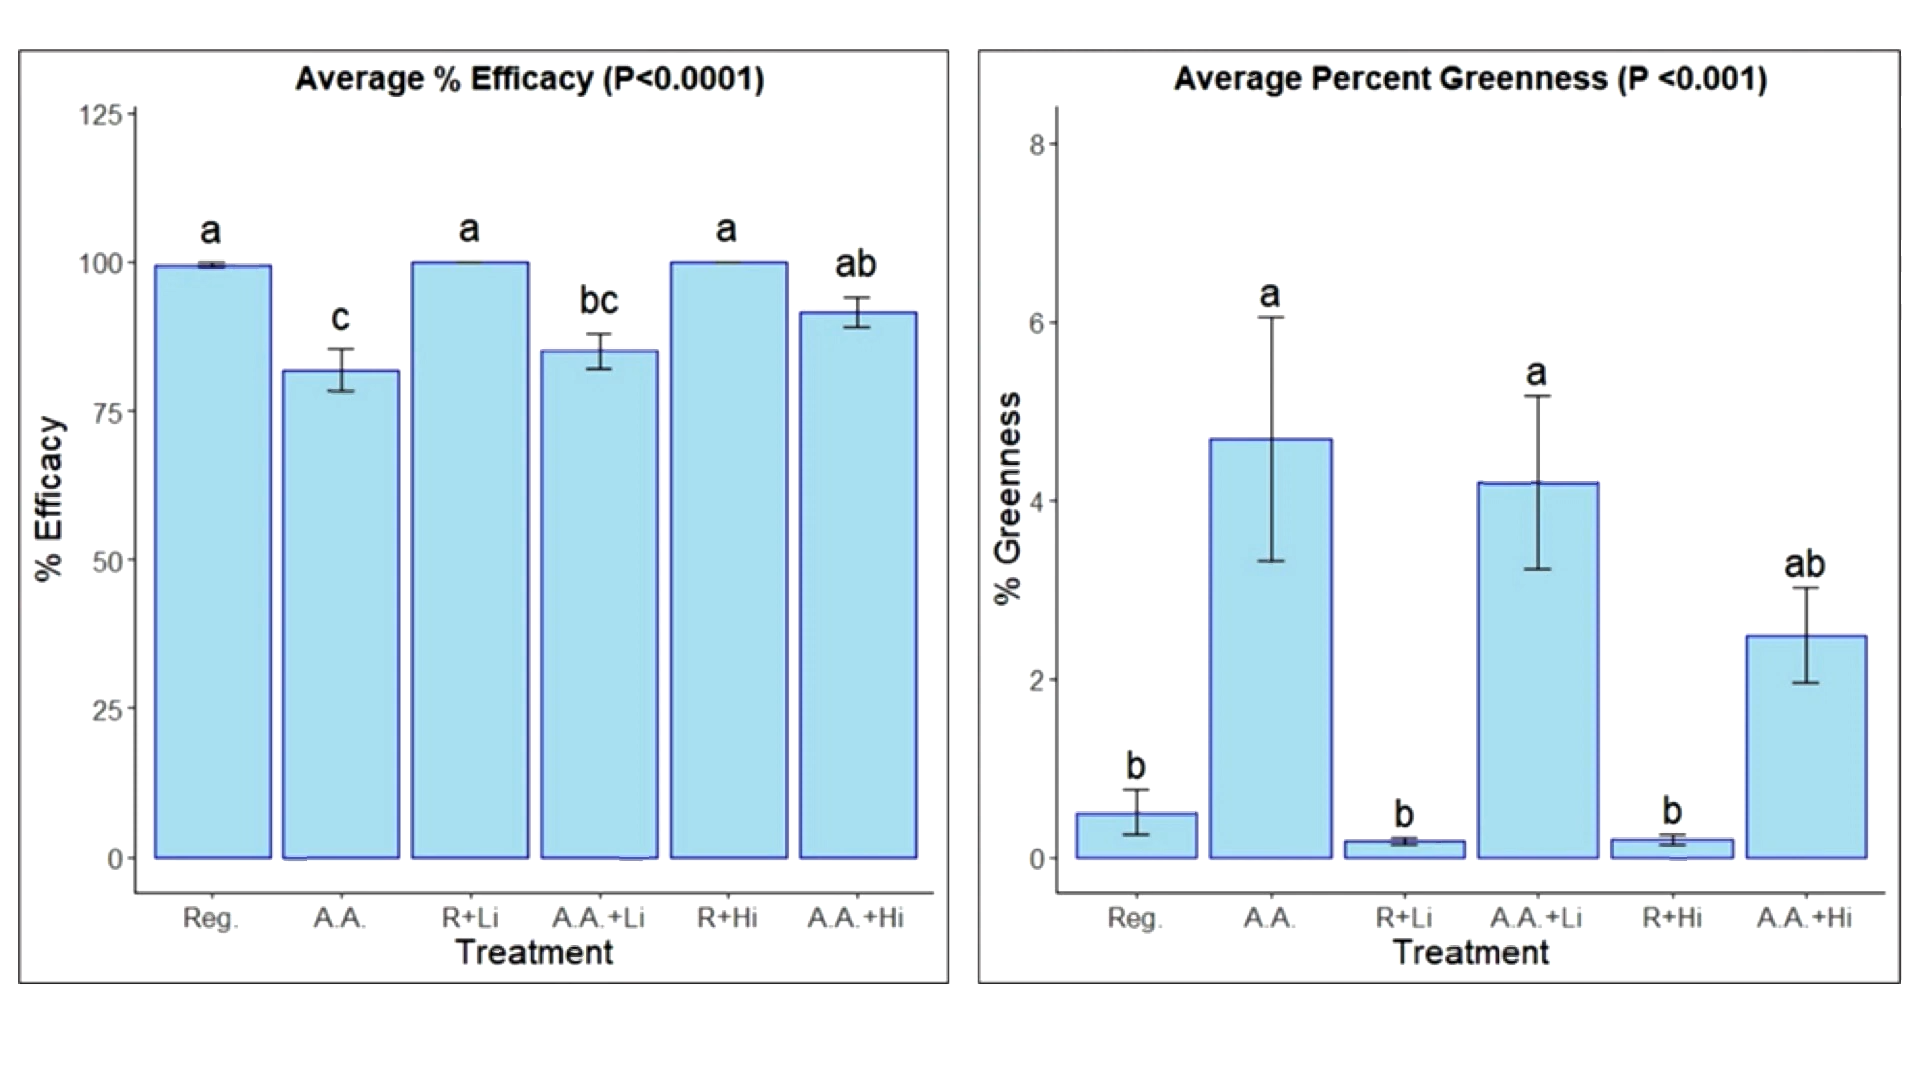 Average % Efficacy (P<0.0001)
125
100
75
50
25
0
% Efficacy
a
c
a
bc
a
ab
Reg.
A.A.
R+Li
A.A.+Li
R+Hi
A.A.+Hi
Treatment
Average Percent Greenness (P <0.001)
8
6
4
2
0
% Greenness
b
a
b
a
b
ab
Reg.
A.A.
R+Li
A.A.+Li
R+Hi
A.A.+Hi
Treatment